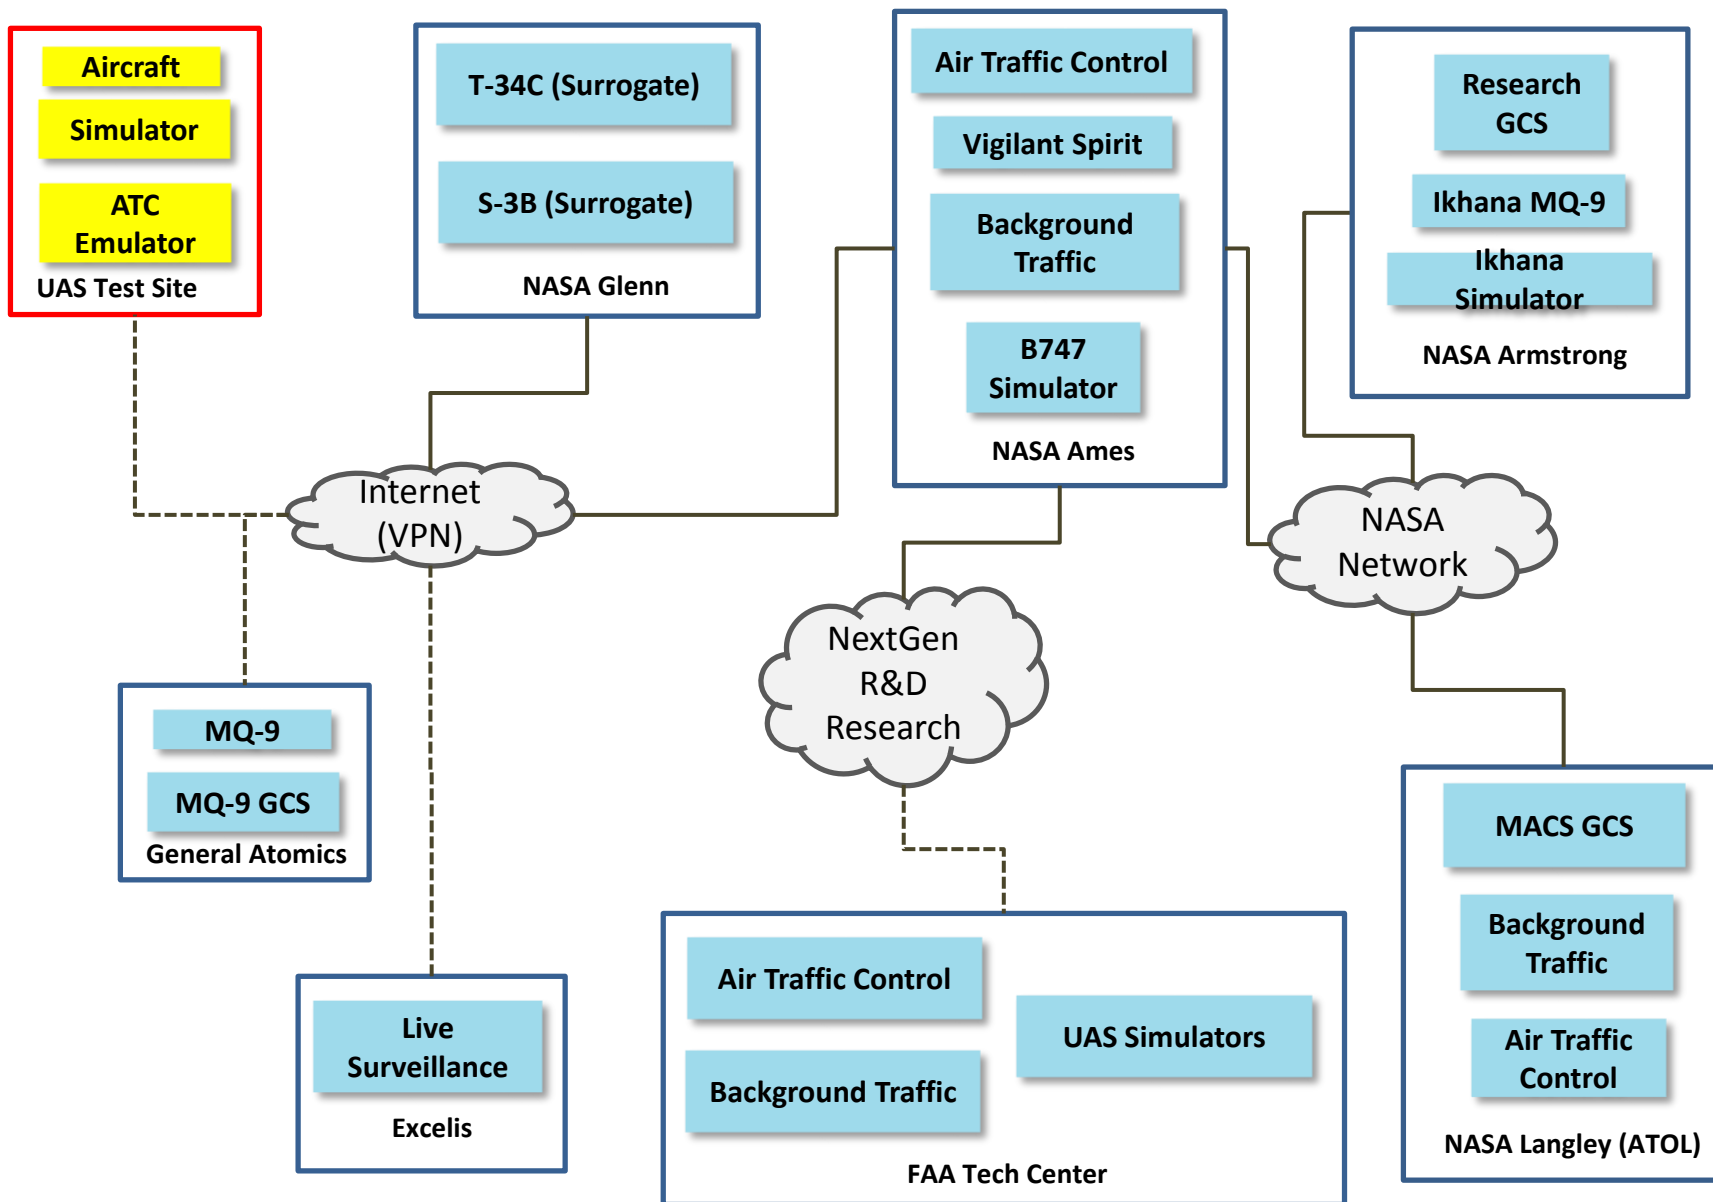 Aircraft
Simulator
ATC
Emulator
UAS Test Site
T-34C (Surrogate)
S-3B (Surrogate)
NASA Glenn
Air Traffic Control
Vigilant Spirit
Background
Traffic
B747
Simulator
NASA Ames
Research
GCS
Ikhana MQ-9
Ikhana
Simulator
NASA Armstrong
Internet
(VPN)
NASA
Network
NextGen
R&D
Research
MQ-9
MQ-9 GCS
General Atomics
Live
Surveillance
Excelis
Air Traffic Control
Background Traffic
UAS Simulators
FAA Tech Center
MACS GCS
Background
Traffic
Air Traffic
Control
NASA Langley (ATOL)